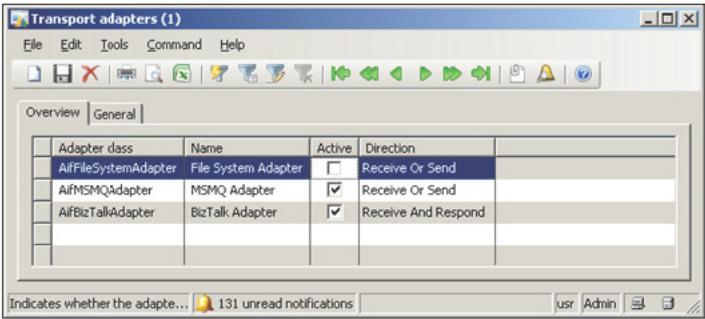 Transport adapters (1)
File Edit Tools Command Help
Overview General
Adapter class Name Active Direction
AifFileSystemAdapter File System Adapter Receive Or Send
AifMSMQAdapter MSMQ Adapter Receive Or Send
AifBizTalkAdapter BizTalk Adapter Receive And Respond
Indicates whether the adapte... 131 unread notifications usr Admin